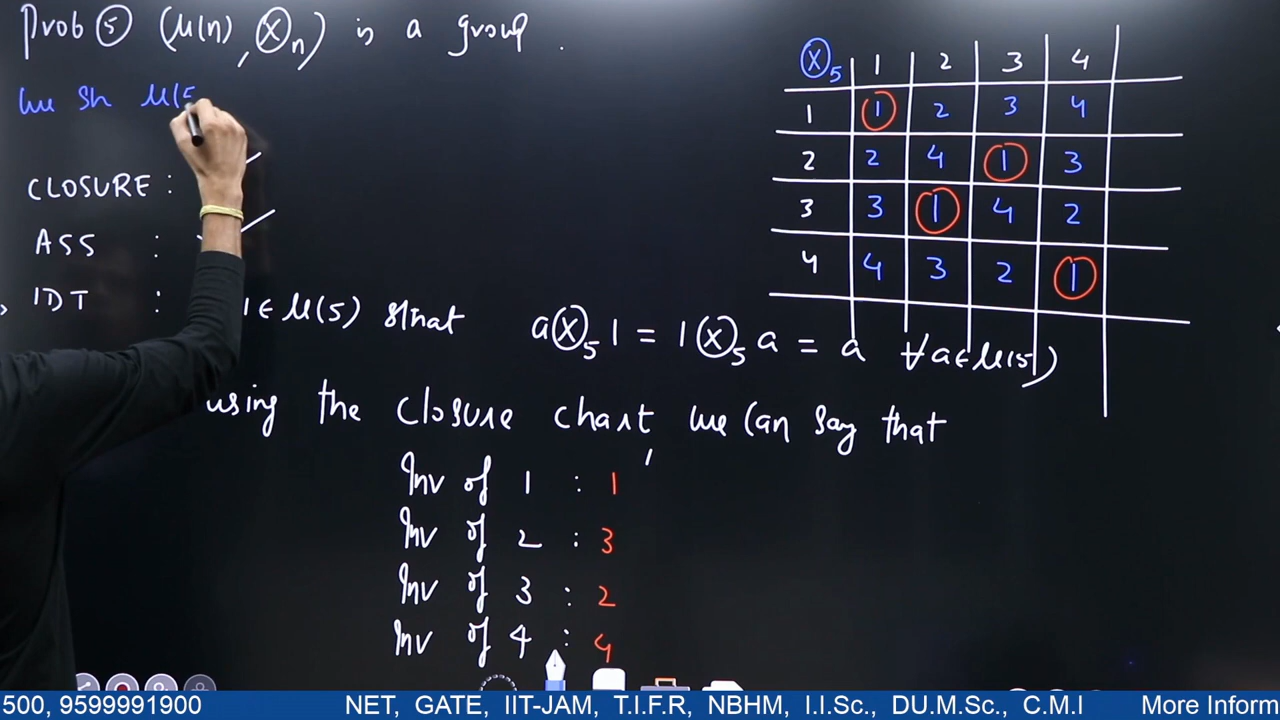 Prob ⑤ (μ(n), ⊗n) is a group.
we sh μ(5
CLOSURE :
ASS :
IDT : 1 ∈ μ(5) st that a ⊗5 1 = 1 ⊗5 a = a ∀ a ∈ μ(5)
using the closure chart, we can say that
Inv of 1 : 1
Inv of 2 : 3
Inv of 3 : 2
Inv of 4 : 4
⊗5 1 2 3 4
1 1 2 3 4
2 2 4 1 3
3 3 1 4 2
4 4 3 2 1
500, 9599991900 NET, GATE, IIT-JAM, T.I.F.R, NBHM, I.I.Sc., DU.M.Sc., C.M.I More Inform